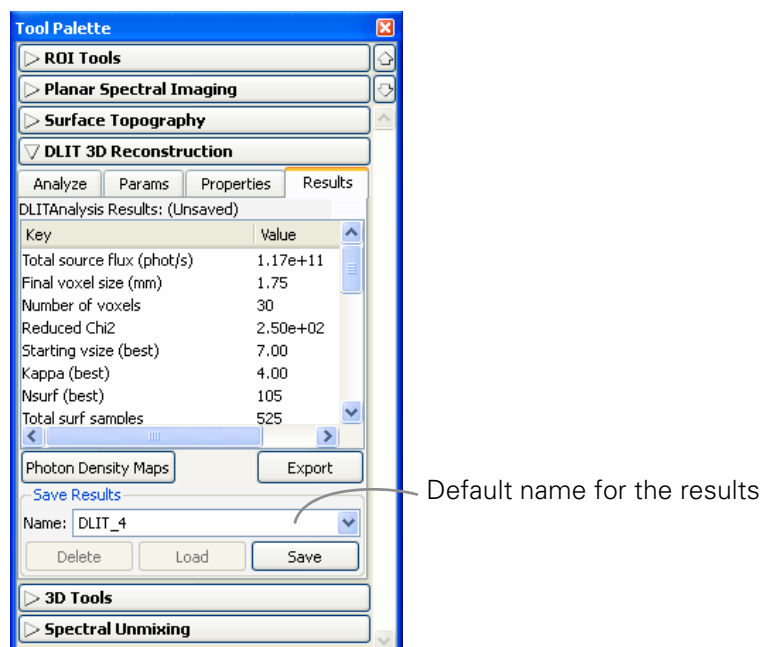 Tool Palette
ROI Tools
Planar Spectral Imaging
Surface Topography
DLIT 3D Reconstruction
Analyze Params Properties Results
DLITAnalysis Results: (Unsaved)
Key Value
Total source flux (phot/s) 1.17e+11
Final voxel size (mm) 1.75
Number of voxels 30
Reduced Chi2 2.50e+02
Starting vsize (best) 7.00
Kappa (best) 4.00
Nsurf (best) 105
Total surf samples 525
Photon Density Maps Export
Save Results
Name: DLIT_4
Default name for the results
Delete Load Save
3D Tools
Spectral Unmixing